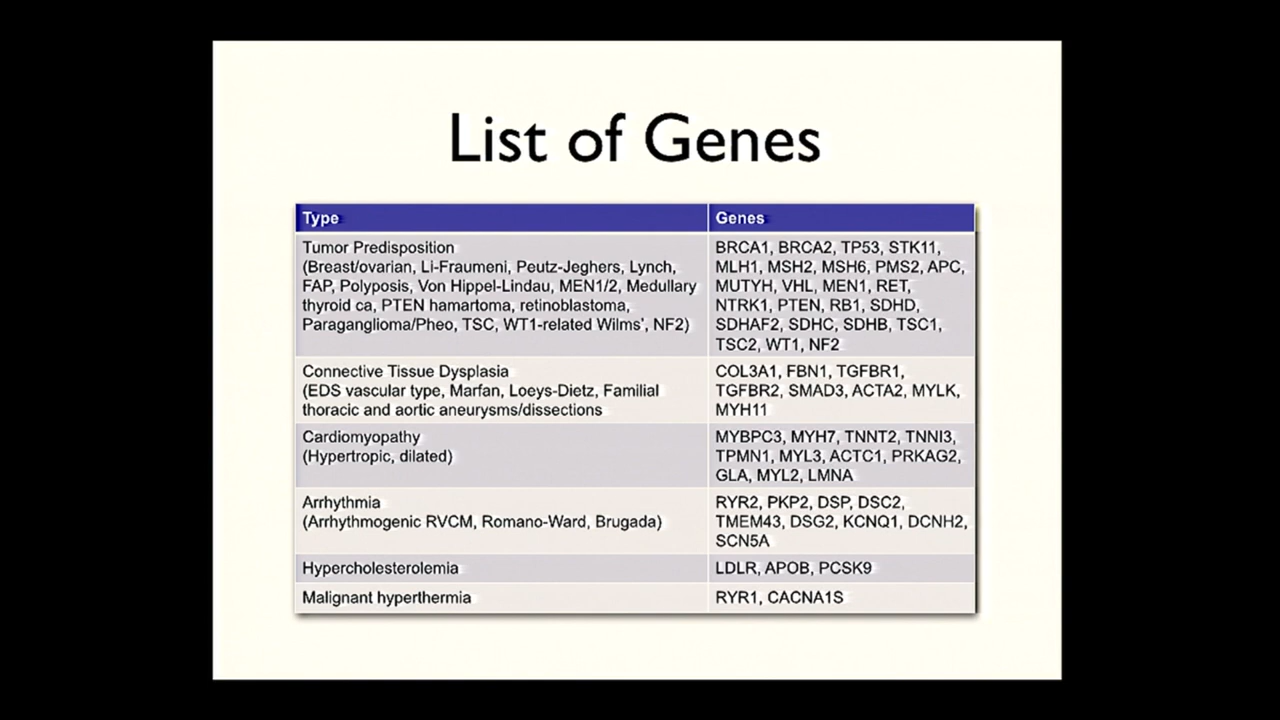 List of Genes
Type
Genes
Tumor Predisposition
(Breast/ovarian, Li-Fraumeni, Peutz-Jeghers, Lynch,
FAP, Polyposis, Von Hippel-Lindau, MEN1/2, Medullary
thyroid ca, PTEN hamartoma, retinoblastoma,
Paraganglioma/Pheo, TSC, WT1-related Wilms', NF2)
BRCA1, BRCA2, TP53, STK11,
MLH1, MSH2, MSH6, PMS2, APC,
MUTYH, VHL, MEN1, RET,
NTRK1, PTEN, RB1, SDHD,
SDHAF2, SDHC, SDHB, TSC1,
TSC2, WT1, NF2
Connective Tissue Dysplasia
(EDS vascular type, Marfan, Loeys-Dietz, Familial
thoracic and aortic aneurysms/dissections
COL3A1, FBN1, TGFBR1,
TGFBR2, SMAD3, ACTA2, MYLK,
MYH11
Cardiomyopathy
(Hypertropic, dilated)
MYBPC3, MYH7, TNNT2, TNNI3,
TPMN1, MYL3, ACTC1, PRKAG2,
GLA, MYL2, LMNA
Arrhythmia
(Arrhythmogenic RVCM, Romano-Ward, Brugada)
RYR2, PKP2, DSP, DSC2,
TMEM43, DSG2, KCNQ1, DCNH2,
SCN5A
Hypercholesterolemia
LDLR, APOB, PCSK9
Malignant hyperthermia
RYR1, CACNA1S